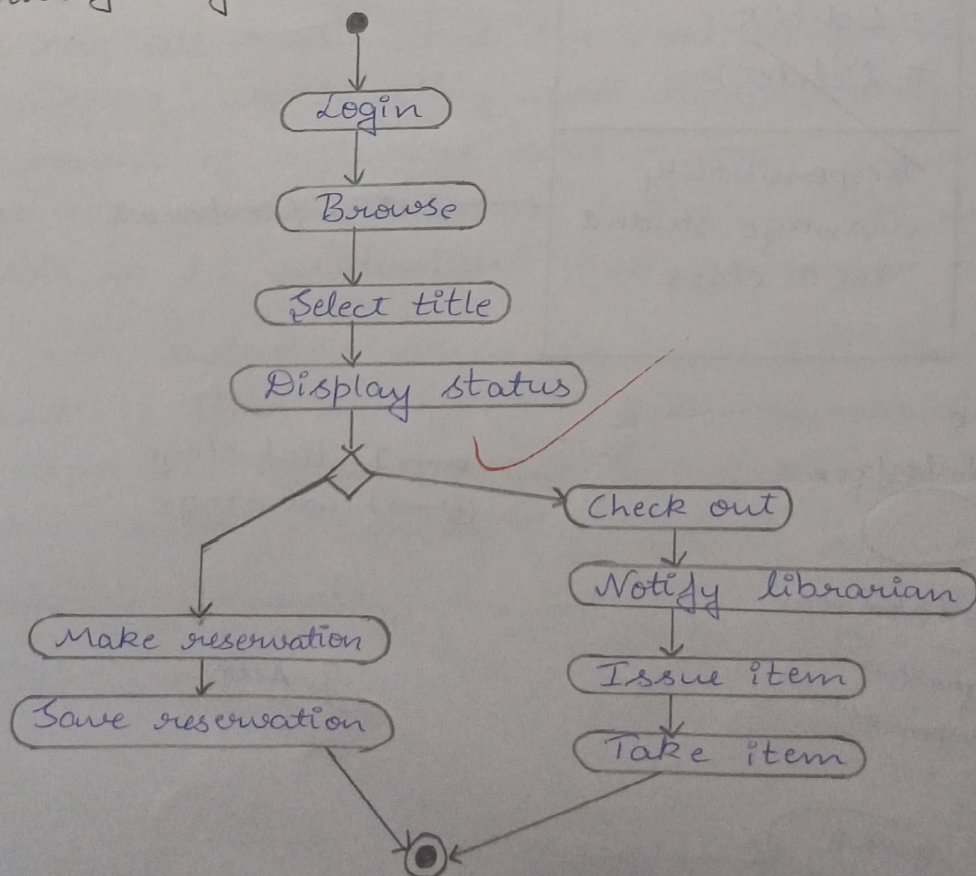 Login
Browse
Select title
Display status
Check out
Notify librarian
Make reservation
Issue item
Save reservation
Take item